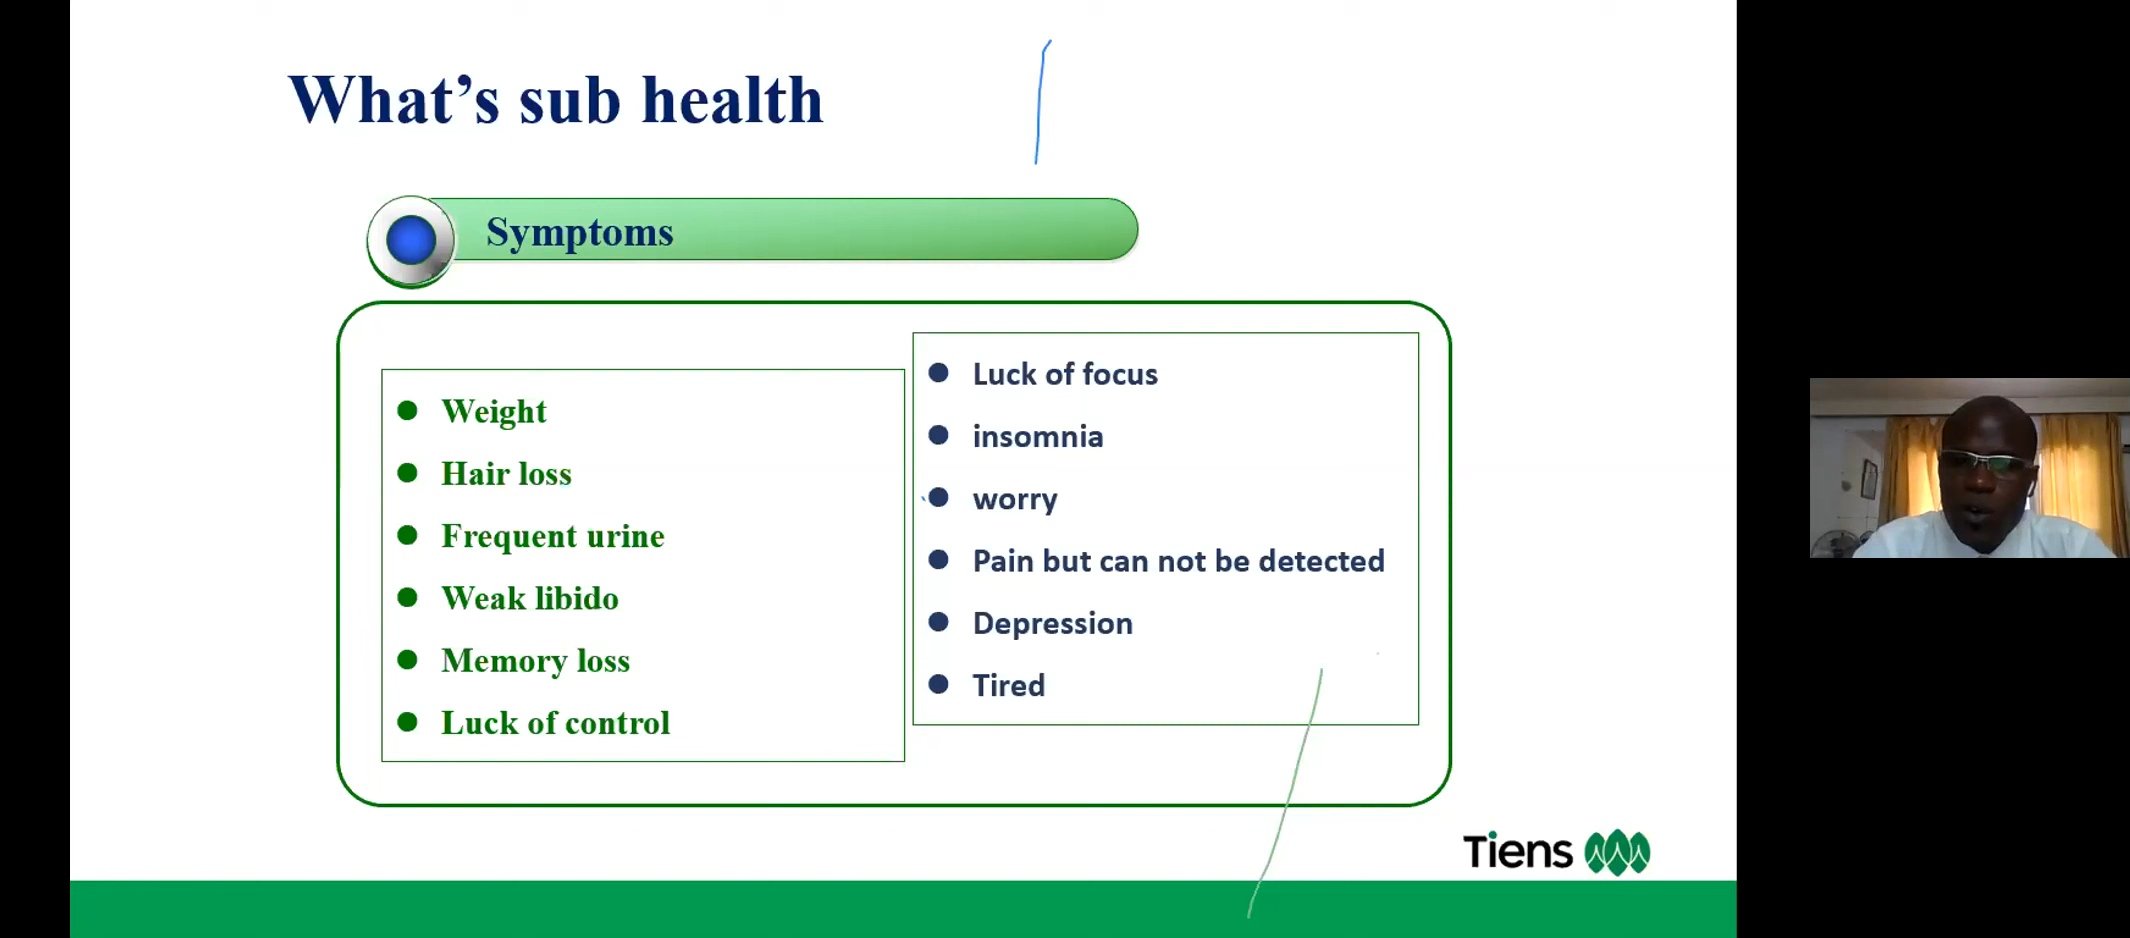 What's sub health
Symptoms
Weight
Hair loss
Frequent urine
Weak libido
Memory loss
Luck of control
Luck of focus
insomnia
worry
Pain but can not be detected
Depression
Tired
Tiens